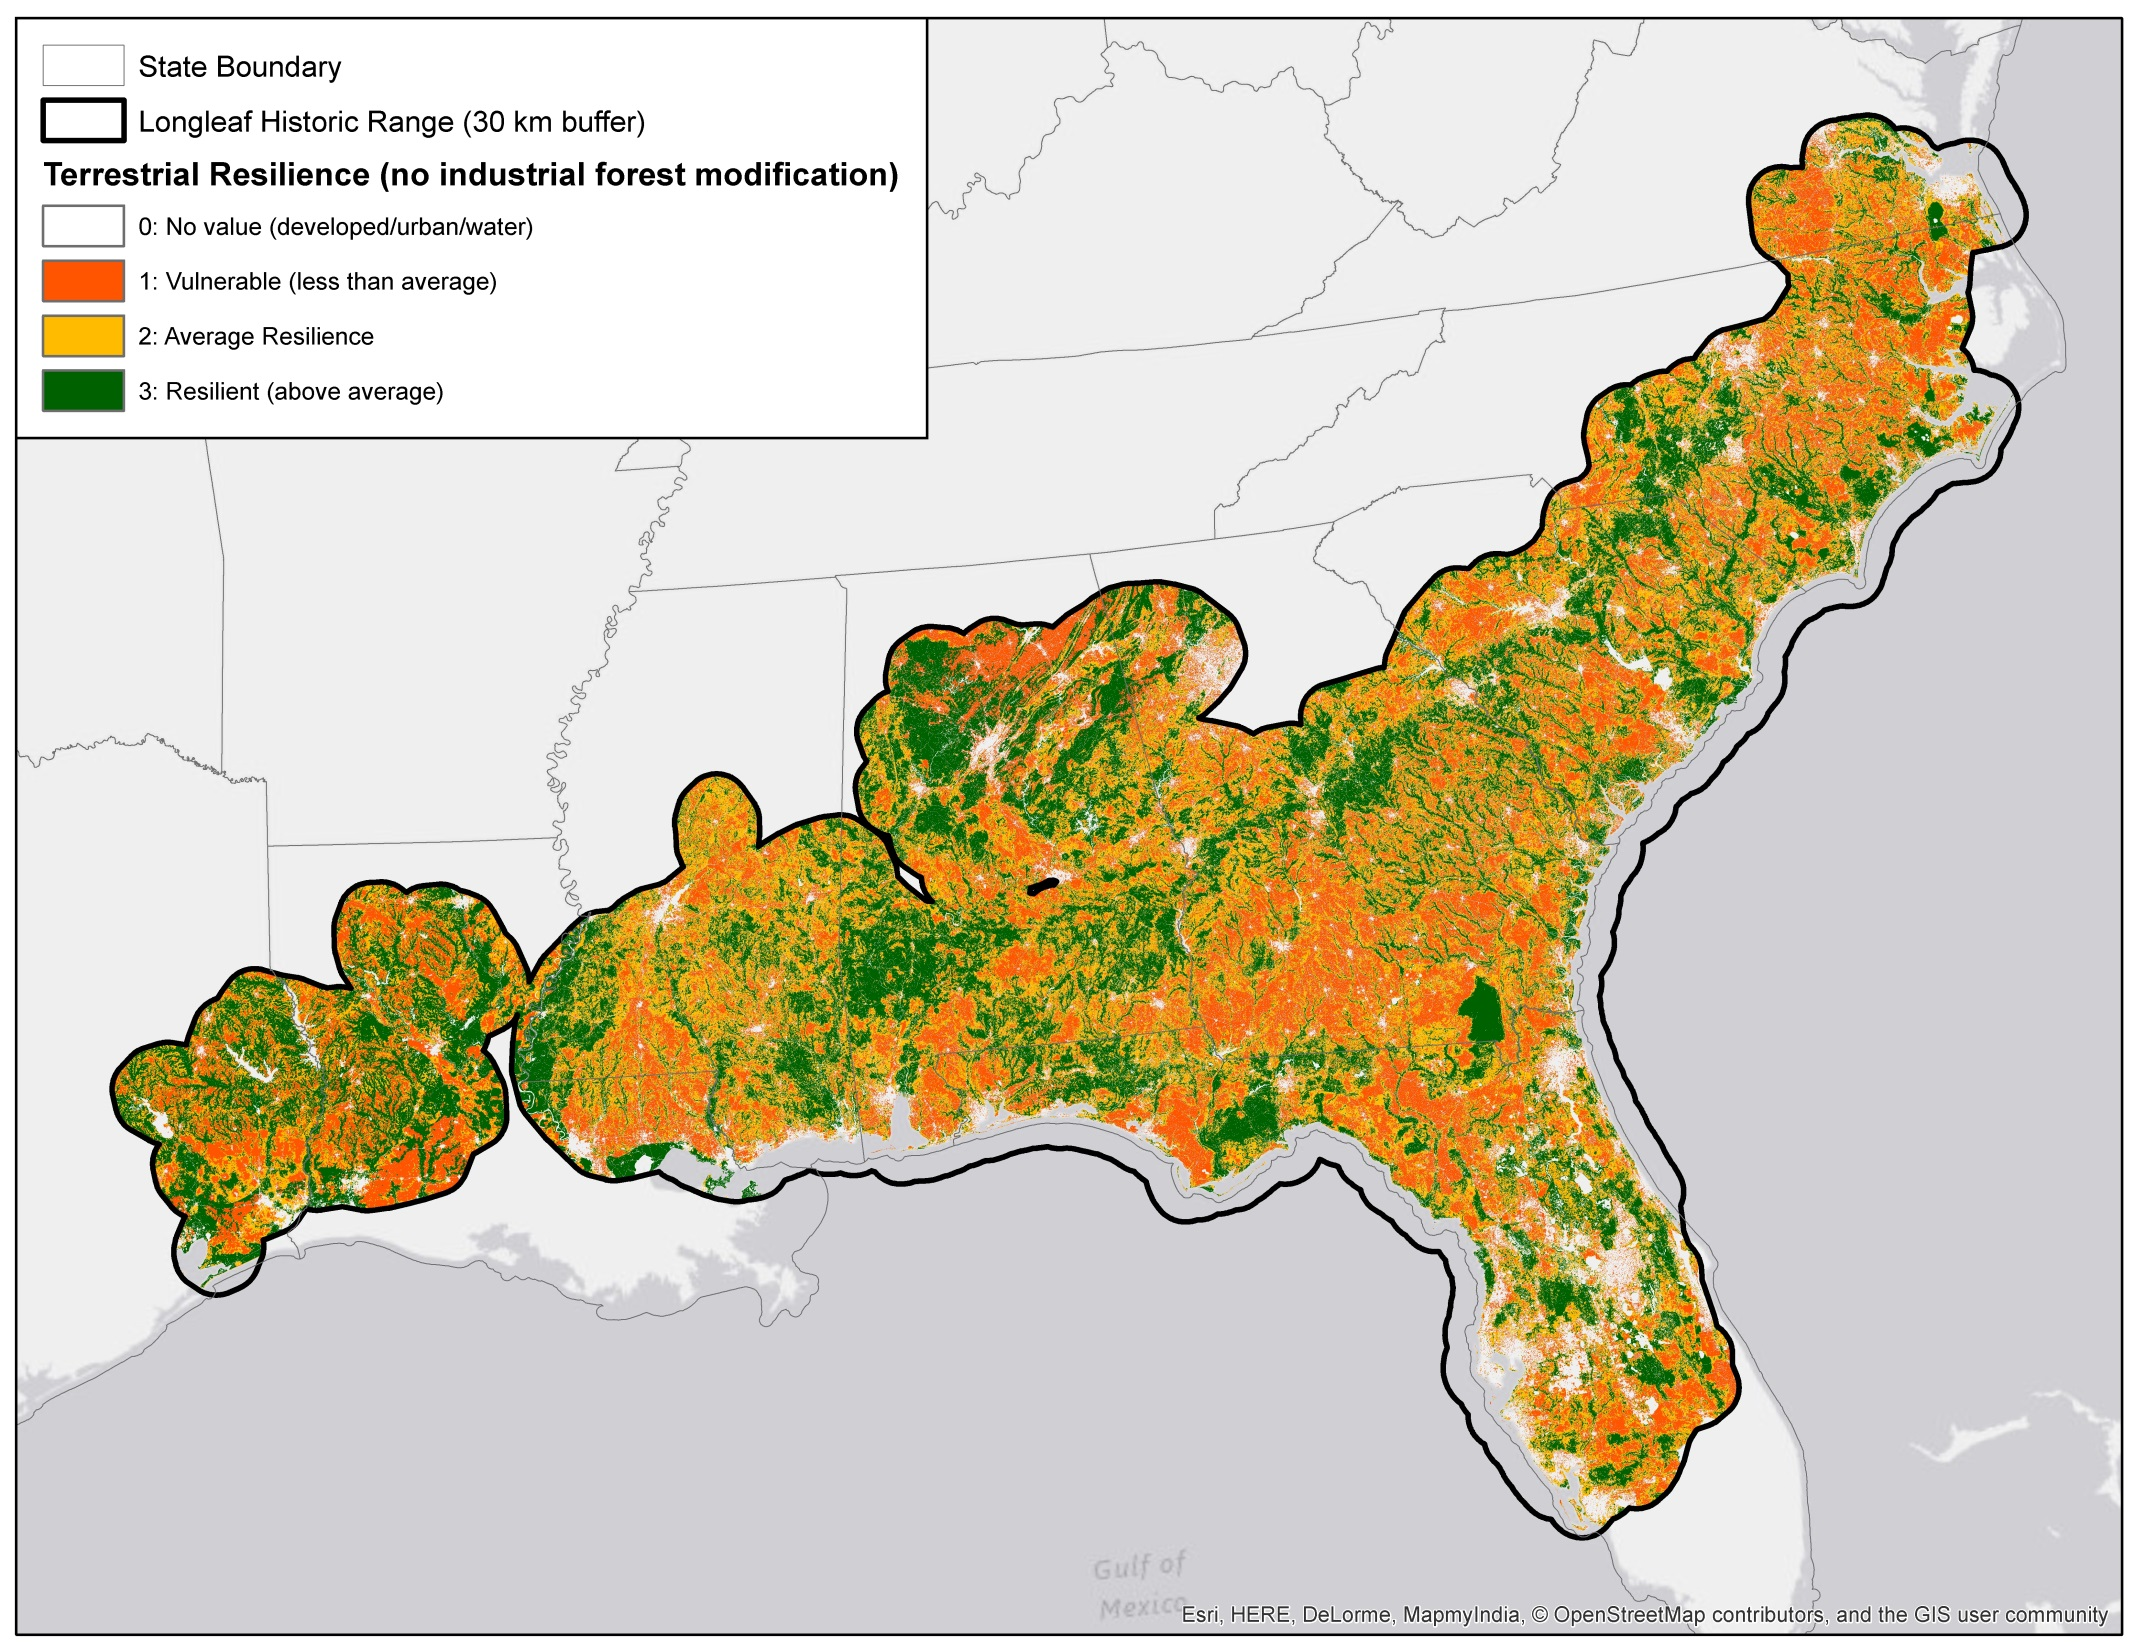 State Boundary
Longleaf Historic Range (30 km buffer)
Terrestrial Resilience (no industrial forest modification)
0: No value (developed/urban/water)
1: Vulnerable (less than average)
2: Average Resilience
3: Resilient (above average)
Gulf of
Mexico
Esri, HERE, DeLorme, MapmyIndia, © OpenStreetMap contributors, and the GIS user community